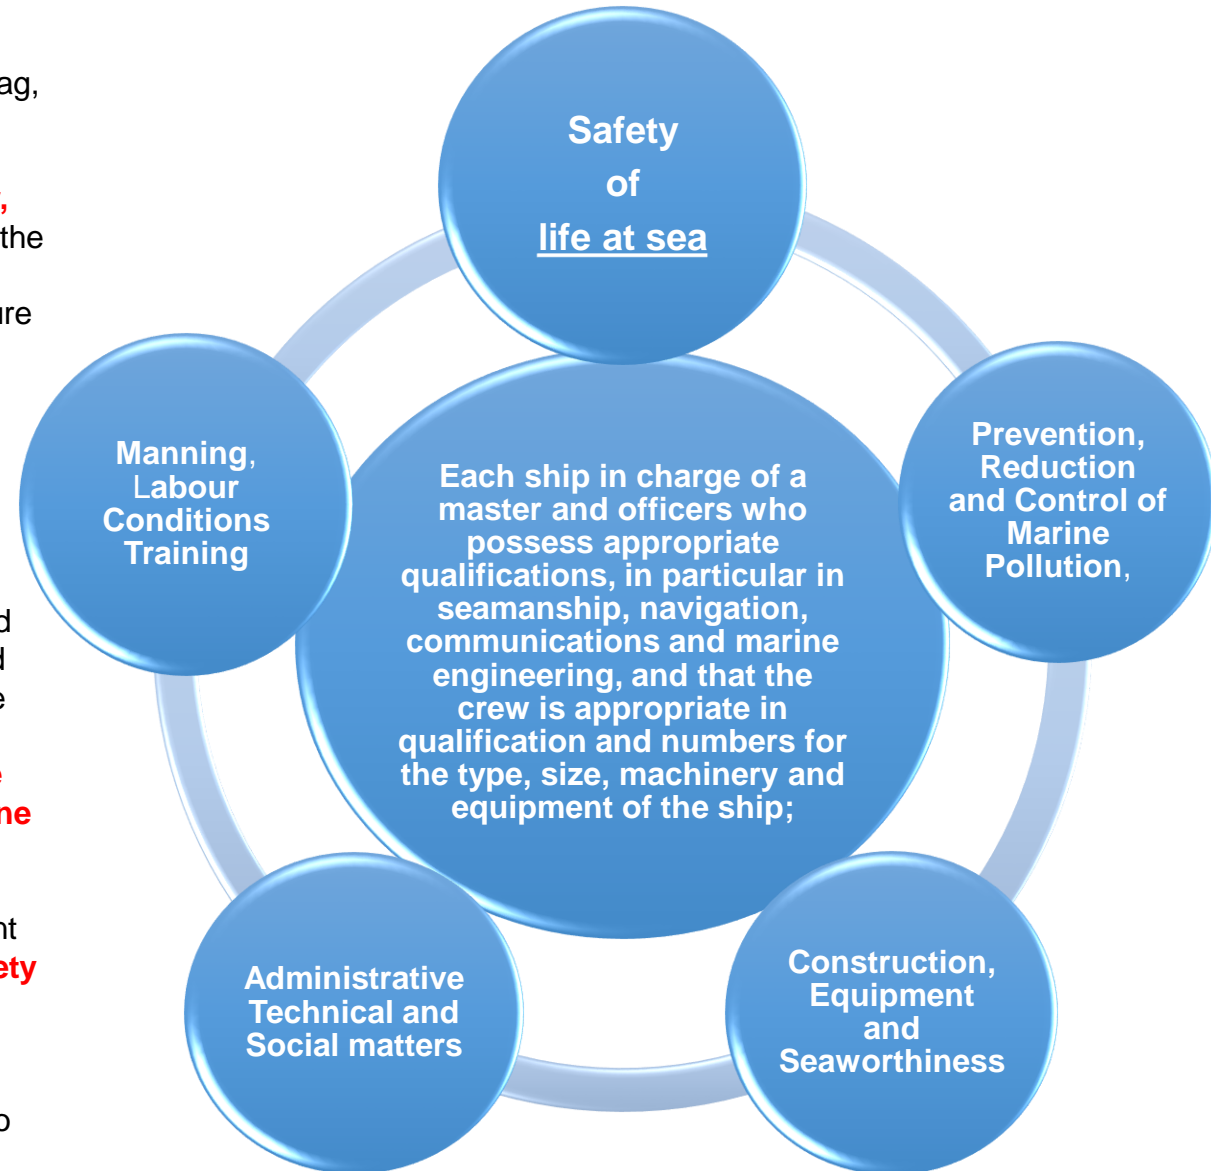 ag,
the
ure
d
d
e
e
ne
nt
ety
o
Safety
of
life at sea
Prevention,
Reduction
and Control of
Marine
Pollution,
Construction,
Equipment
and
Seaworthiness
Administrative
Technical and
Social matters
Manning,
Labour
Conditions
Training
Each ship in charge of a
master and officers who
possess appropriate
qualifications, in particular in
seamanship, navigation,
communications and marine
engineering, and that the
crew is appropriate in
qualification and numbers for
the type, size, machinery and
equipment of the ship;